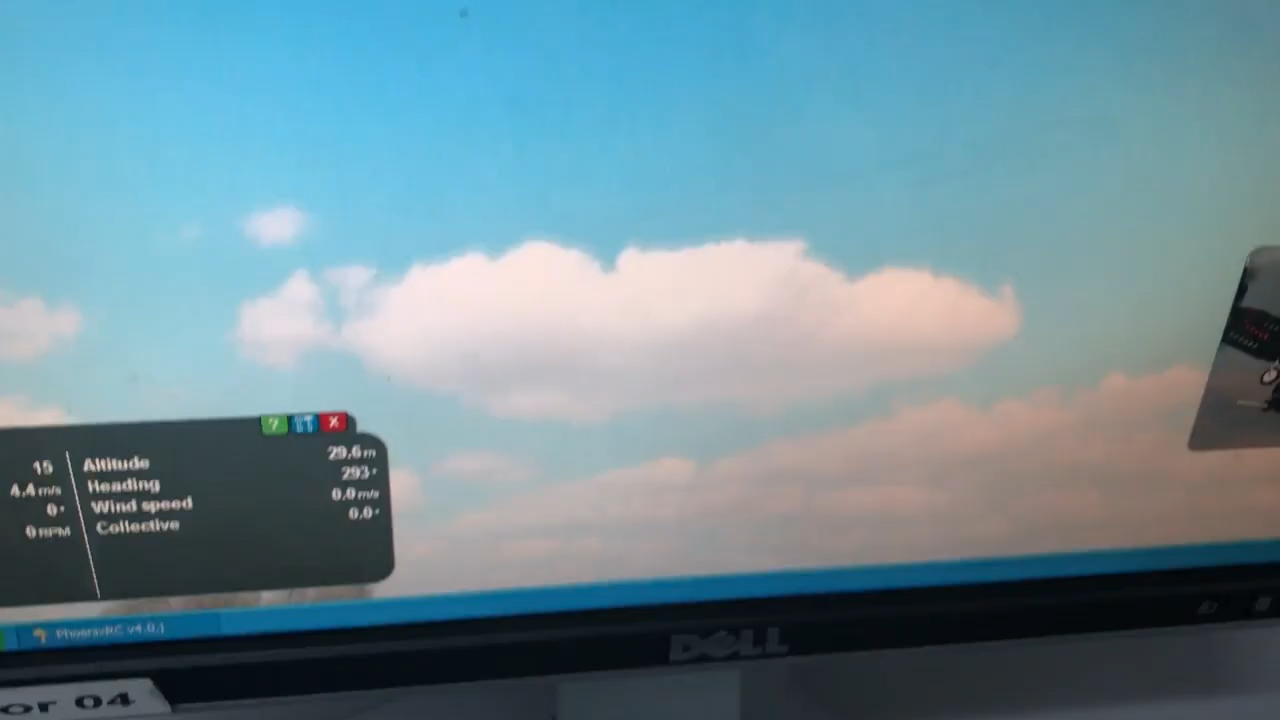 ? X
15 Altitude 29.6 m
4.4 m/s Heading 293°
0° Wind speed 0.0 m/s
0 RPM Collective 0.0°
PhoenixRC v4.0.j
DELL
or 04